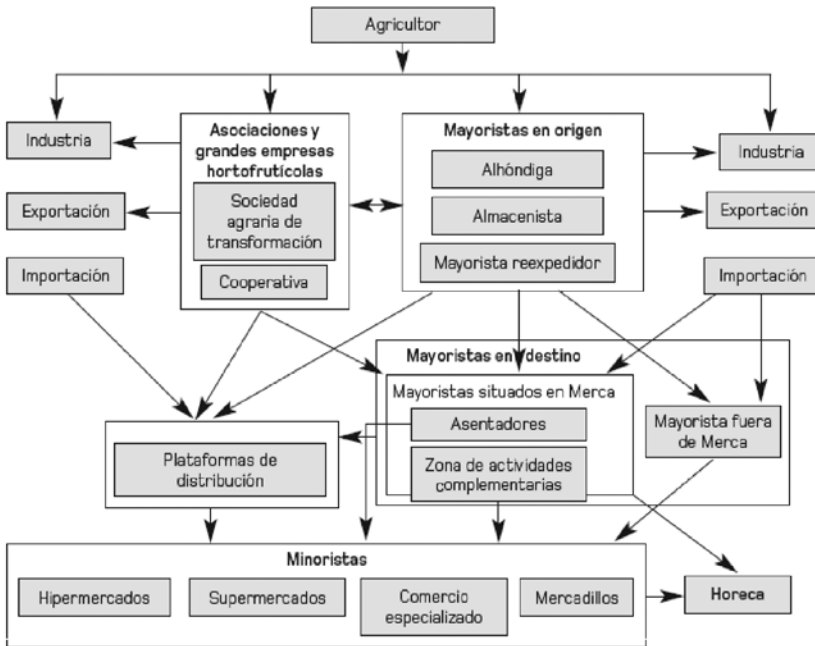 Agricultor
Asociaciones y
grandes empresas
hortofrutícolas
Mayoristas en origen
Industria
Industria
Alhóndiga
Sociedad
agraria de
transformación
Exportación
Almacenista
Exportación
Importación
Cooperativa
Mayorista reexpedidor
Importación
Mayoristas en destino
Mayoristas situados en Merca
Asentadores
Mayorista fuera
de Merca
Plataformas de
distribución
Zona de actividades
complementarias
Minoristas
Hipermercados
Supermercados
Comercio
especializado
Mercadillos
Horeca